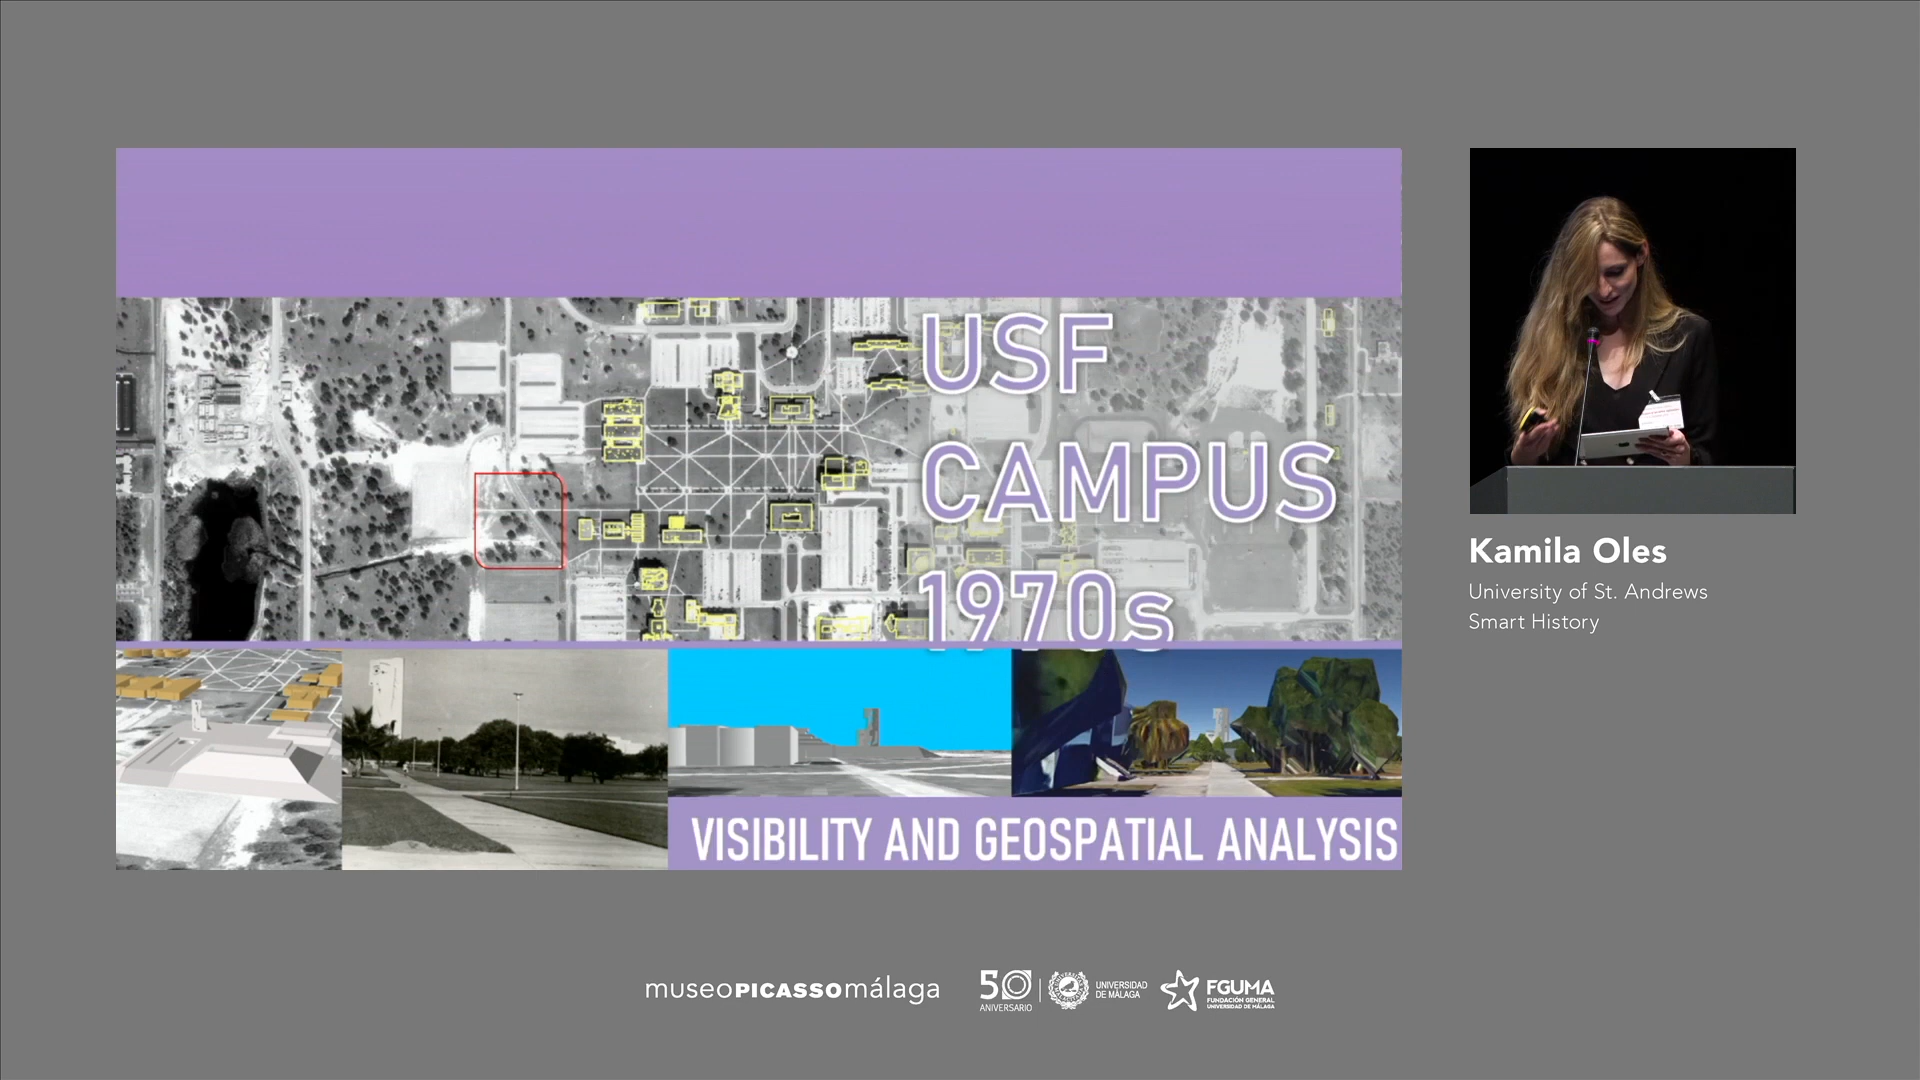 USF
CAMPUS
1970s
VISIBILITY AND GEOSPATIAL ANALYSIS
Kamila Oles
University of St. Andrews
Smart History
museoPICASSOmálaga
50
ANIVERSARIO
UNIVERSIDAD
DE MÁLAGA
FGUMA
FUNDACIÓN GENERAL
UNIVERSIDAD DE MÁLAGA